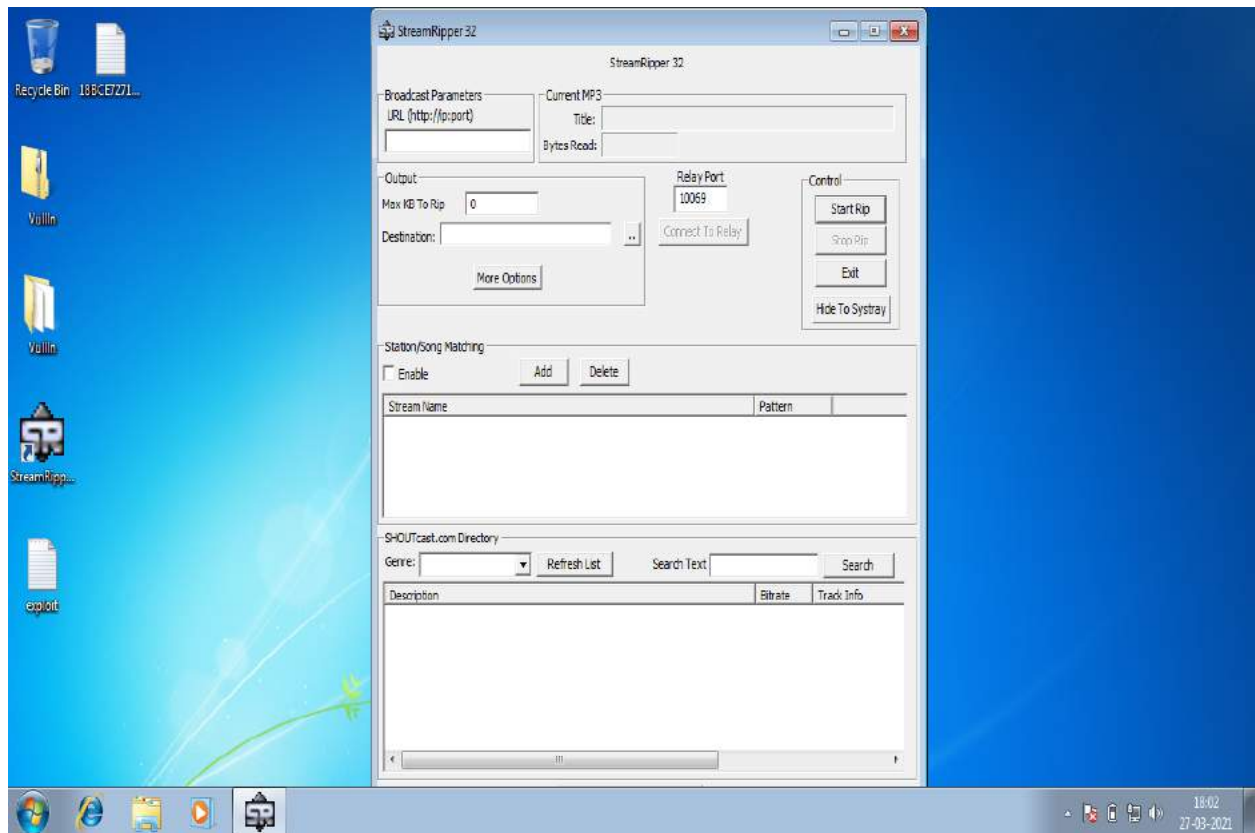 StreamRipper 32
StreamRipper 32
Broadcast Parameters
URL (http://ip:port)
Current MP3
Title:
Bytes Read:
Output
Max KB To Rip 0
Destination:
..
More Options
Relay Port
10069
Connect To Relay
Control
Start Rip
Stop Rip
Exit
Hide To Systray
Station/Song Matching
Enable Add Delete
Stream Name Pattern
SHOUTcast.com Directory
Genre: Refresh List Search Text Search
Description Bitrate Track Info
Recycle Bin 18BCE7271...
Vulln
Vulln
StreamRipp...
exploit
18:02
27-03-2021